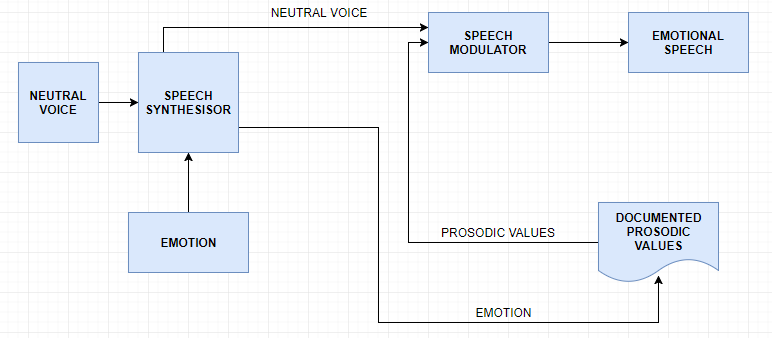 NEUTRAL VOICE
SPEECH
MODULATOR
EMOTIONAL
SPEECH
NEUTRAL
VOICE
SPEECH
SYNTHESISOR
EMOTION
PROSODIC VALUES
DOCUMENTED
PROSODIC
VALUES
EMOTION